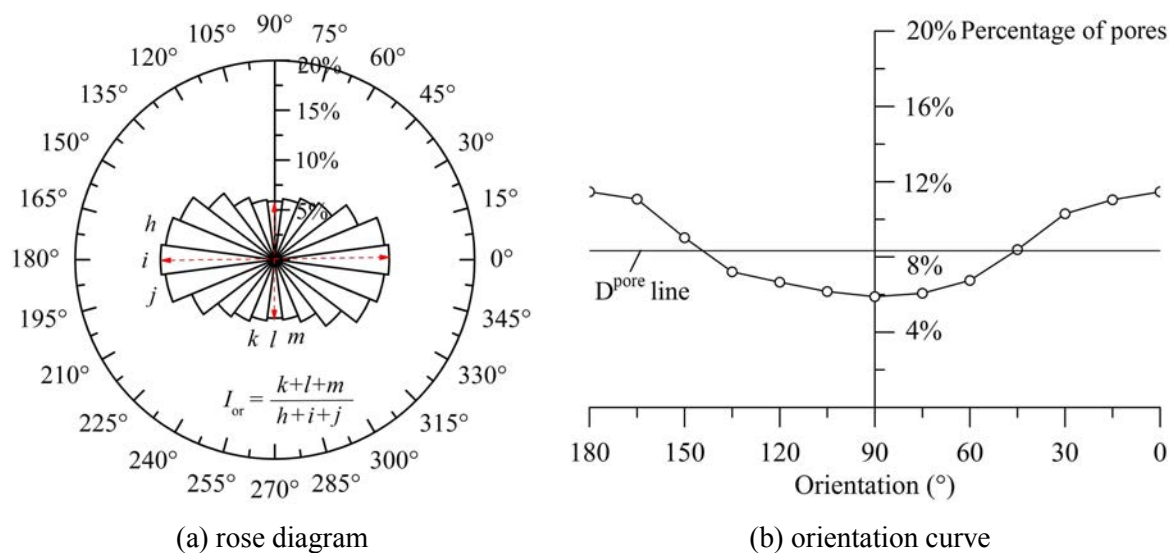 90°
105°
75°
120°
60°
135°
45°
150°
30°
165°
15°
180°
0°
195°
345°
210°
330°
225°
315°
240°
300°
255°
285°
270°
20%
15%
10%
5%
h
i
j
k l m
I_or = k+l+m / h+i+j
(a) rose diagram
20% Percentage of pores
16%
12%
8%
D^pore line
4%
180 150 120 90 60 30 0
Orientation (°)
(b) orientation curve